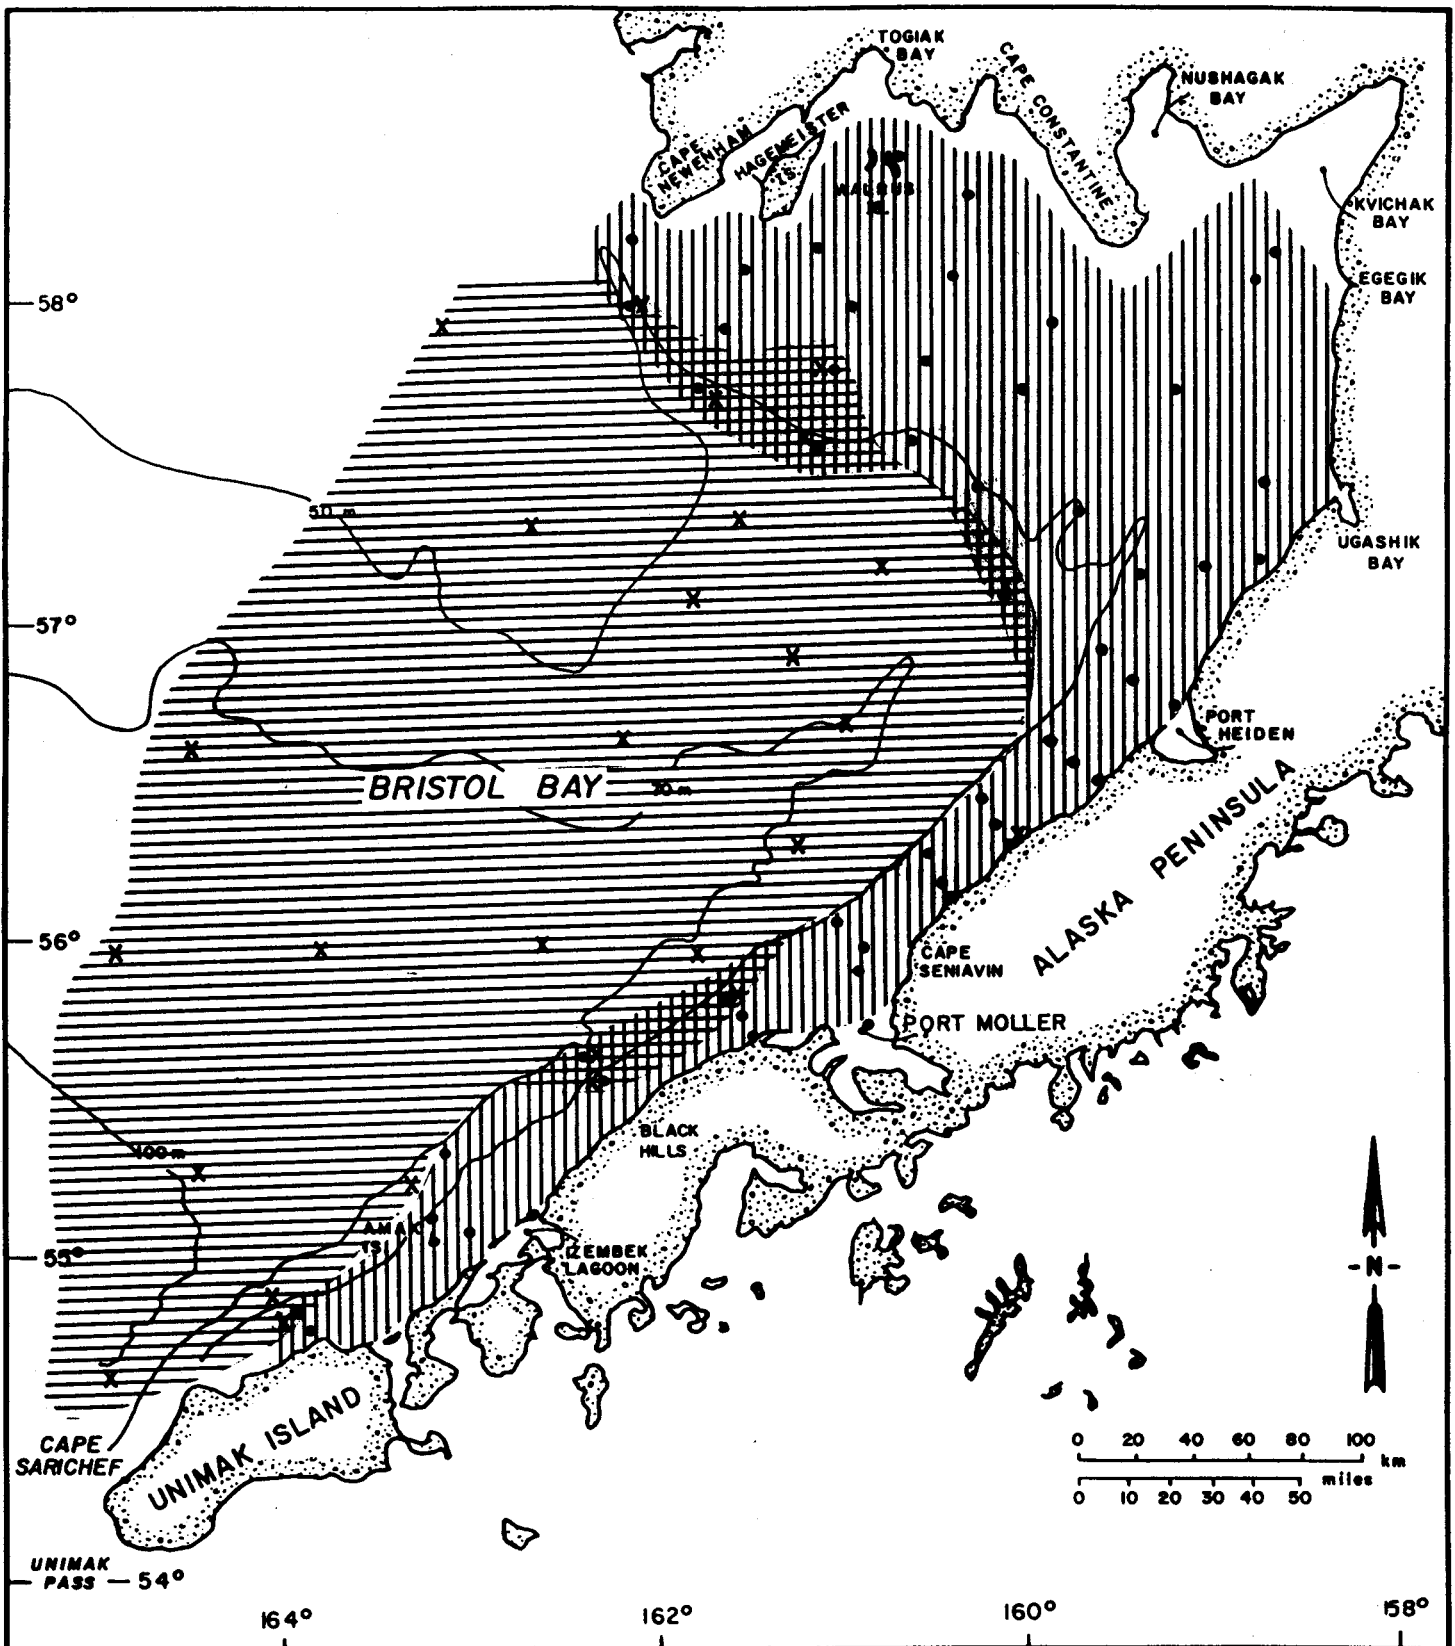 TOGIAK
BAY
CAPE CONSTANTINE
NUSHAGAK
BAY
CAPE
NEWENHAM
HAGEMEISTER
IS.
WALRUS
IS.
KVICHAK
BAY
EGEGIK
BAY
58°
50 m
UGASHIK
BAY
57°
PORT
HEIDEN
BRISTOL BAY
70 m
ALASKA PENINSULA
56°
CAPE
SENIAVIN
PORT MOLLER
BLACK
HILLS
100 m
AMAK
IS
55°
IZEMBEK
LAGOON
-N-
UNIMAK ISLAND
CAPE
SARICHEF
0 20 40 60 80 100
km
miles
0 10 20 30 40 50
UNIMAK
PASS
54°
164° 162° 160° 158°